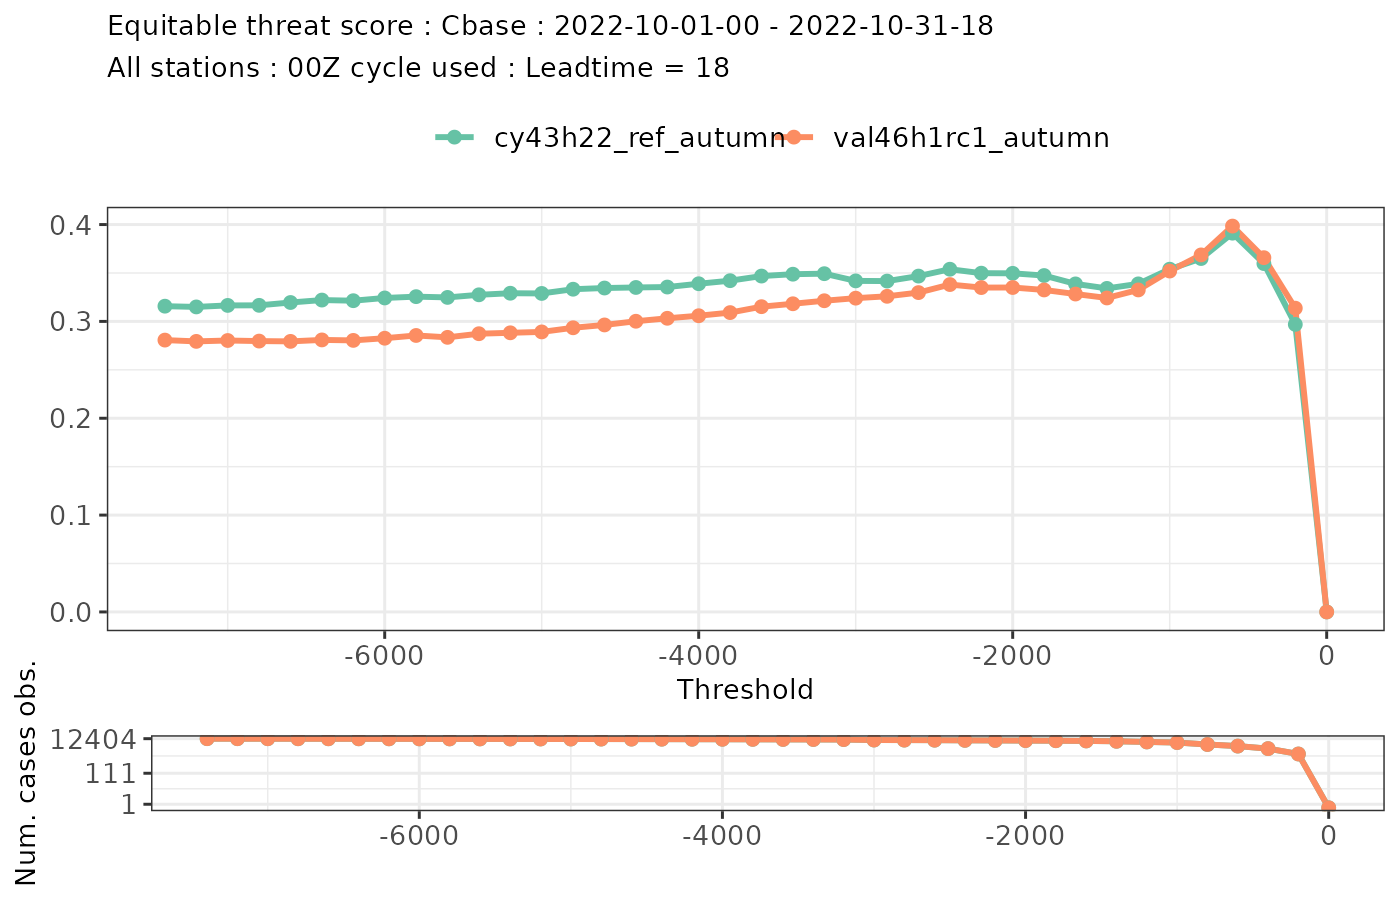 Equitable threat score : Cbase : 2022-10-01-00 - 2022-10-31-18
All stations : 00Z cycle used : Leadtime = 18
cy43h22_ref_autumn val46h1rc1_autumn
0.4
0.3
0.2
0.1
0.0
-6000 -4000 -2000 0
Threshold
Num. cases obs.
12404
111
1
-6000 -4000 -2000 0